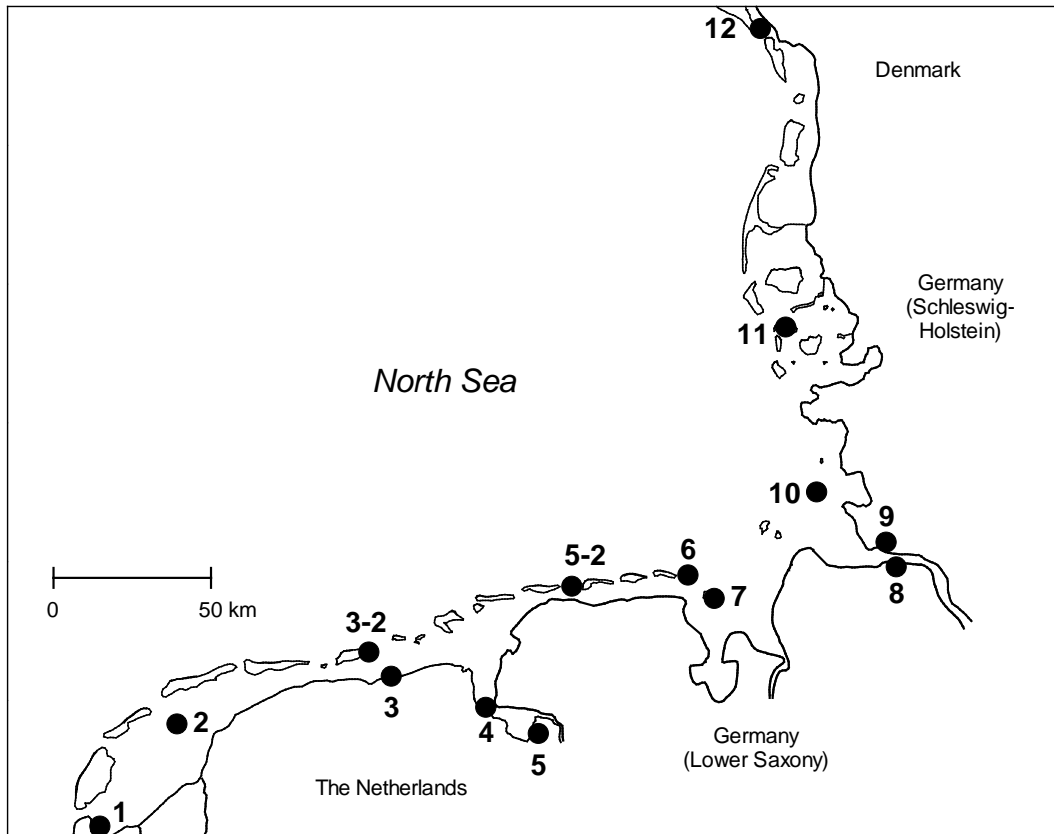 12
Denmark
Germany
(Schleswig-
Holstein)
11
North Sea
10
9
5-2
6
7
8
0
50 km
3-2
3
2
4
5
Germany
(Lower Saxony)
The Netherlands
1